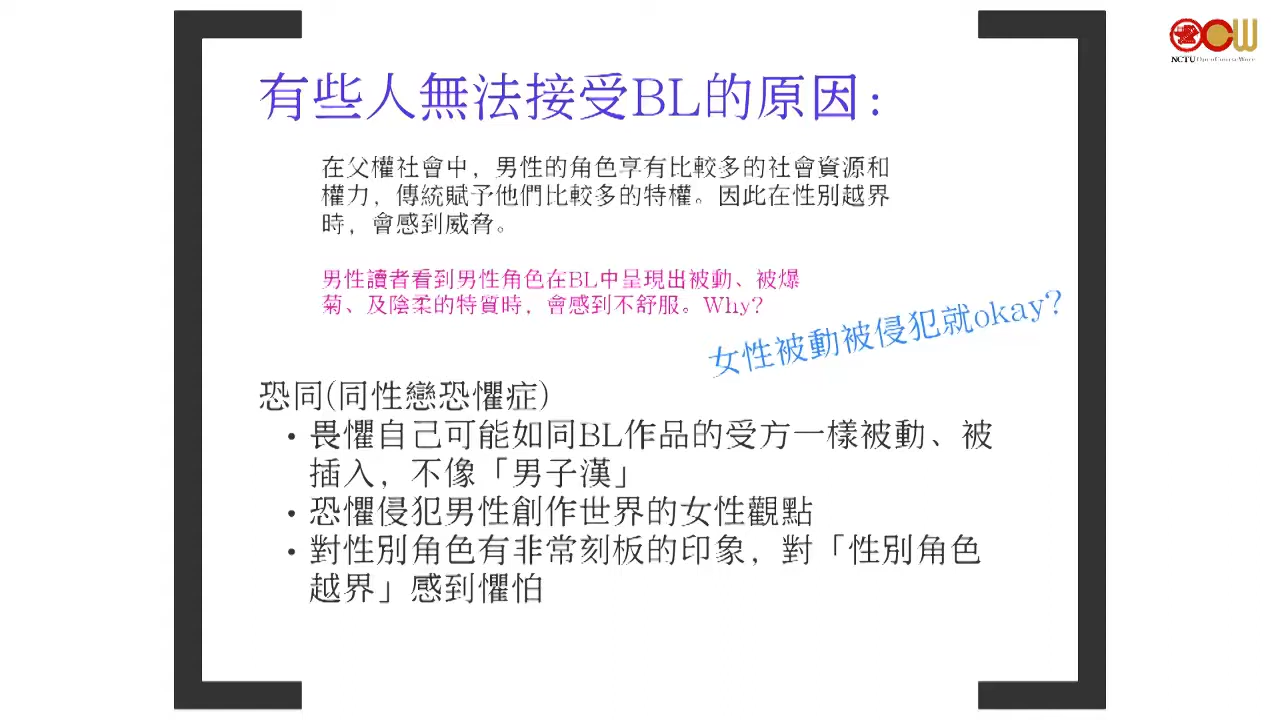 OCW
NCTU OpenCourseWare
有些人無法接受BL的原因：
在父權社會中，男性的角色享有比較多的社會資源和
權力，傳統賦予他們比較多的特權。因此在性別越界
時，會感到威脅。
男性讀者看到男性角色在BL中呈現出被動、被爆
菊、及陰柔的特質時，會感到不舒服。Why?
女性被動被侵犯就okay?
恐同(同性戀恐懼症)
• 畏懼自己可能如同BL作品的受方一樣被動、被
插入，不像「男子漢」
• 恐懼侵犯男性創作世界的女性觀點
• 對性別角色有非常刻板的印象，對「性別角色
越界」感到懼怕